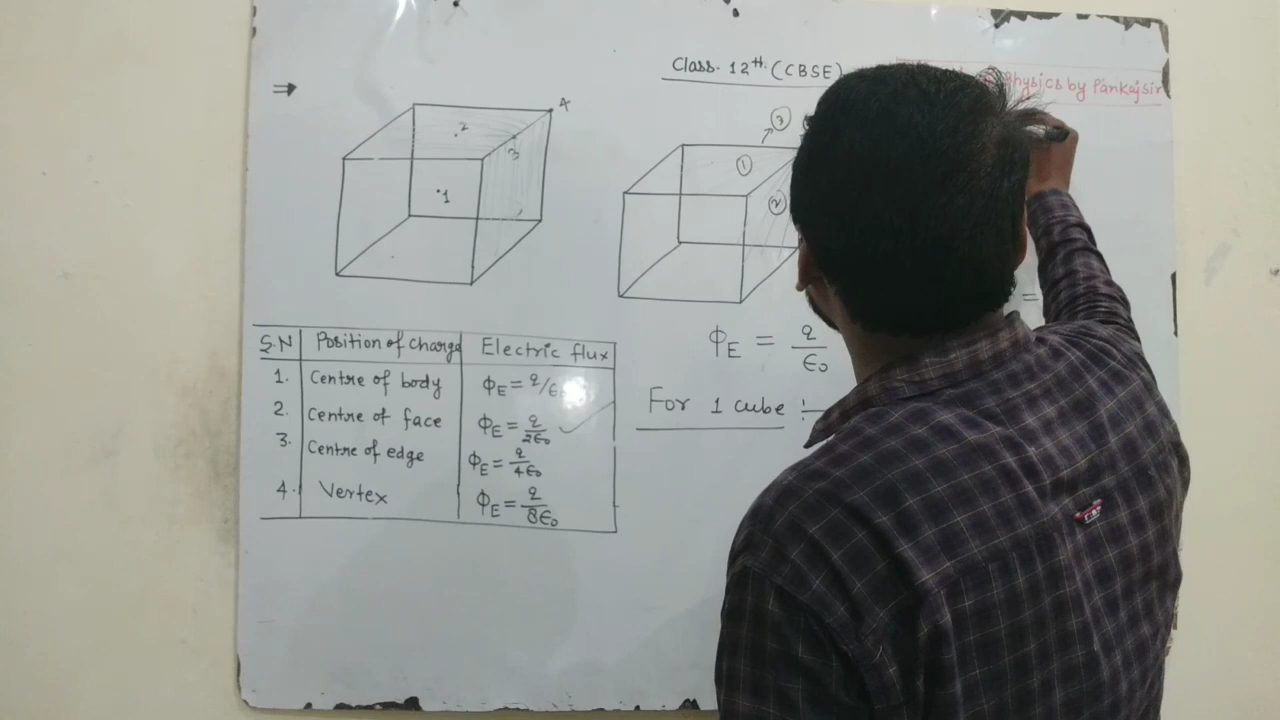 Class- 12th (CBSE)
Physics by Pankaj Sir
⇒
4
2
3
.1
3
1
2
S.N Position of charge Electric flux
1. Centre of body ΦE = q/ε
2. Centre of face ΦE = q/2ε₀
3. Centre of edge ΦE = q/4ε₀
4. Vertex ΦE = q/8ε₀
ΦE = q/ε₀
=
For 1 cube :-